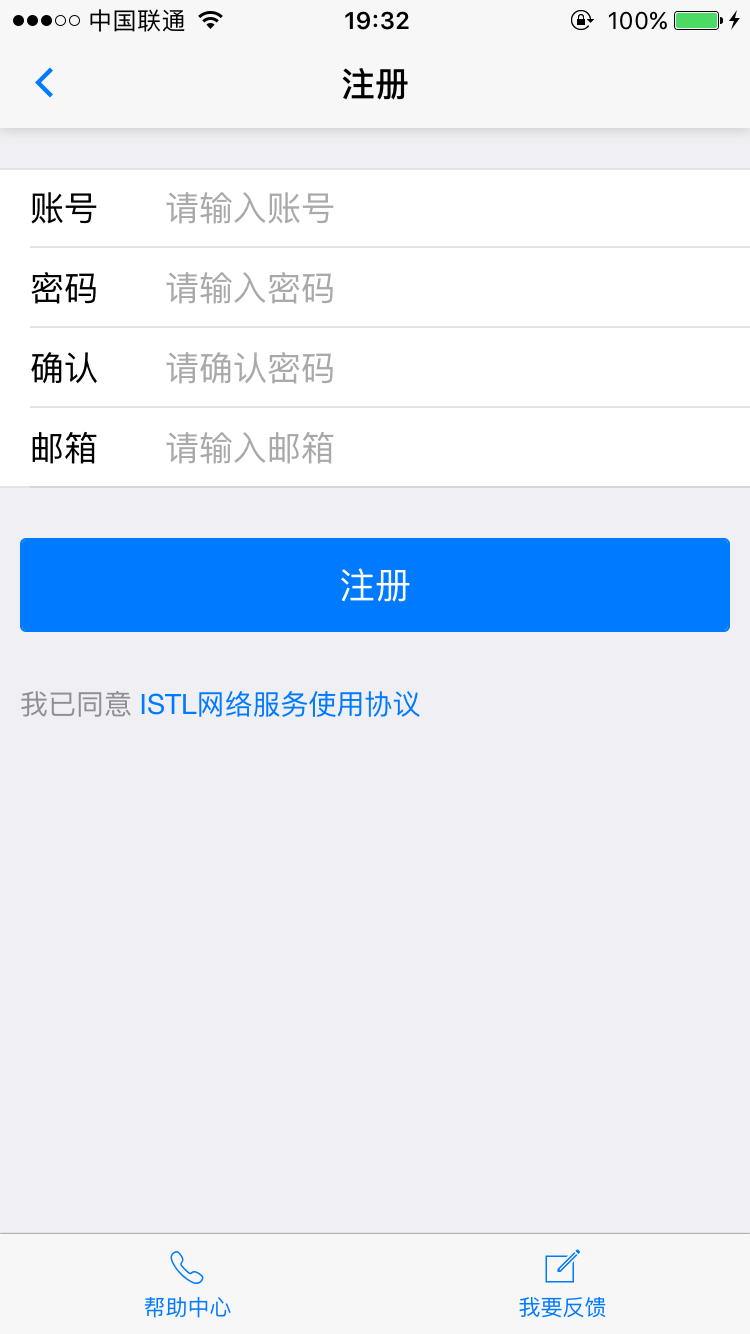 中国联通 19:32 100%
注册
账号 请输入账号
密码 请输入密码
确认 请确认密码
邮箱 请输入邮箱
注册
我已同意 ISTL网络服务使用协议
帮助中心 我要反馈